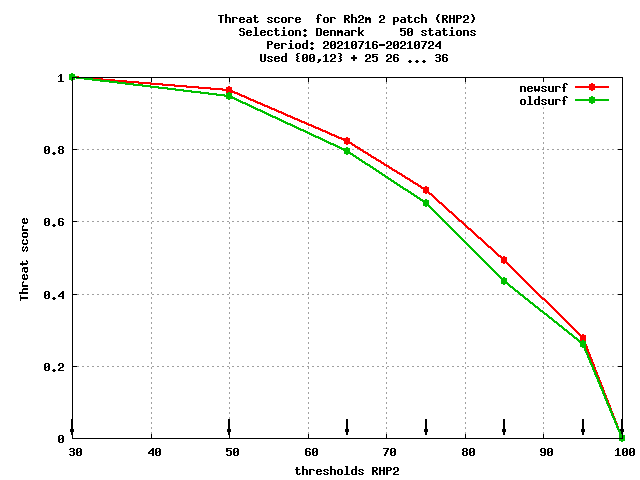 Threat score  for Rh2m 2 patch (RHP2)
Selection: Denmark     50 stations
Period: 20210716-20210724
Used {00,12} + 25 26 ... 36
newsurf
oldsurf
Threat score
1
0.8
0.6
0.4
0.2
0
30 40 50 60 70 80 90 100
thresholds RHP2